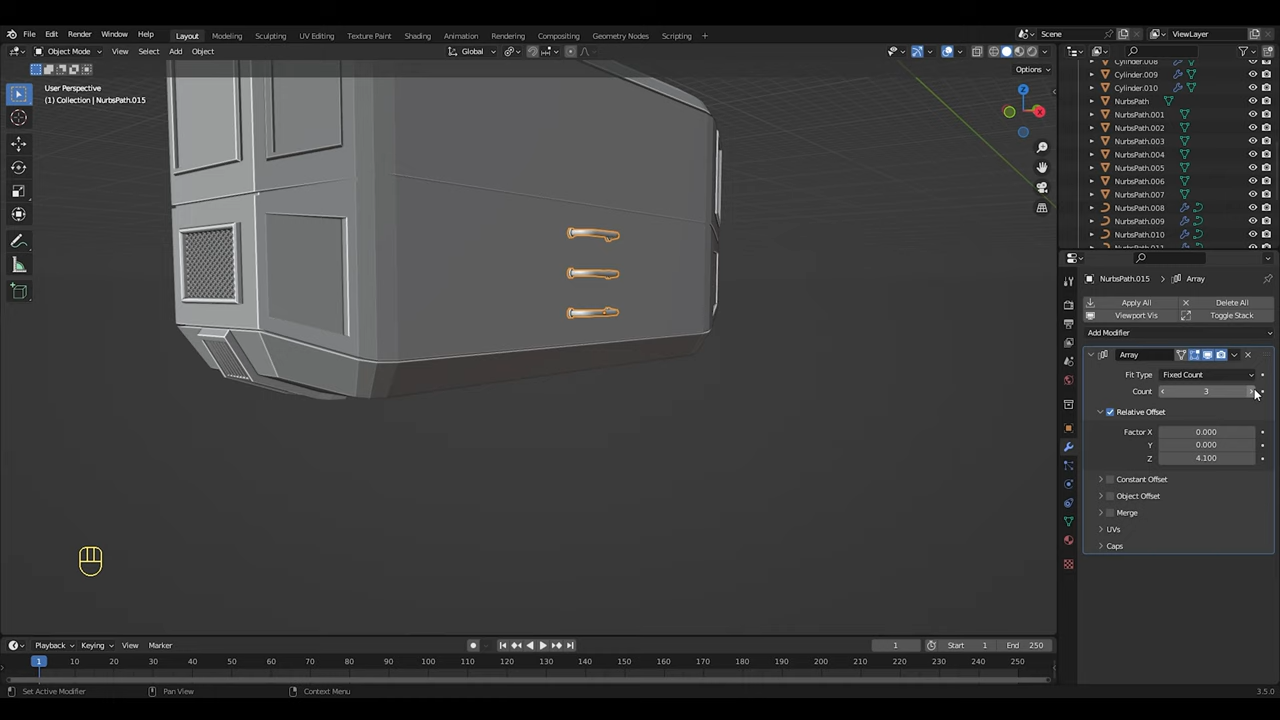 File Edit Render Window Help Layout Modeling Sculpting UV Editing Texture Paint Shading Animation Rendering Compositing Geometry Nodes Scripting Scene ViewLayer
Object Mode View Select Add Object Global
Options
User Perspective
(1) Collection | NurbsPath.015
Z
Cylinder.008
Cylinder.009
Cylinder.010
NurbsPath
NurbsPath.001
NurbsPath.002
NurbsPath.003
NurbsPath.004
NurbsPath.005
NurbsPath.006
NurbsPath.007
NurbsPath.008
NurbsPath.009
NurbsPath.010
NurbsPath.015 Array
Apply All Delete All
Viewport Vis Toggle Stack
Add Modifier
Array
Fit Type Fixed Count
Count 3
Relative Offset
Factor X 0.000
Y 0.000
Z 4.100
Constant Offset
Object Offset
Merge
UVs
Caps
Playback Keying View Marker 1 Start 1 End 250
1 10 20 30 40 50 60 70 80 90 100 110 120 130 140 150 160 170 180 190 200 210 220 230 240 250
Set Active Modifier Pan View Context Menu 3.5.0